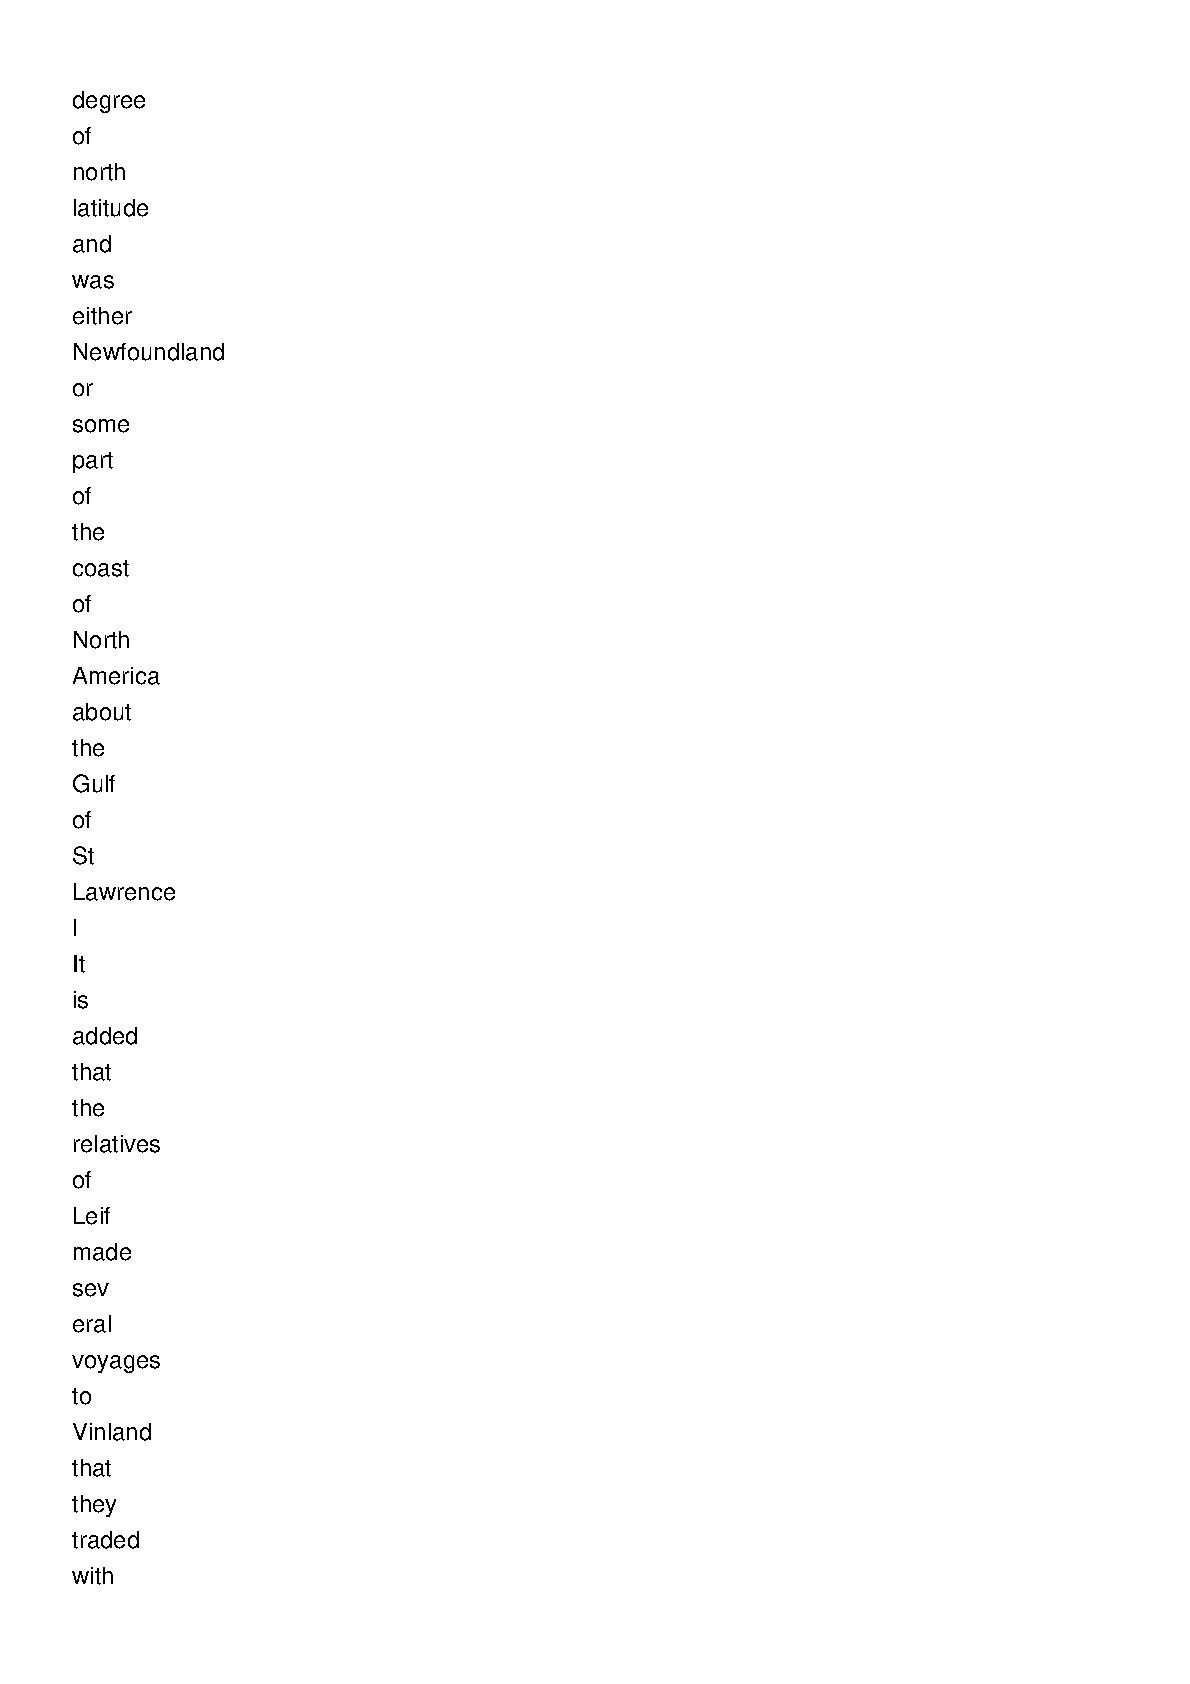 degree
of
north
latitude
and
was
either
Newfoundland
or
some
part
of
the
coast
of
North
America
about
the
Gulf
of
St
Lawrence
I
It
is
added
that
the
relatives
of
Leif
made
sev
eral
voyages
to
Vinland
that
they
traded
with